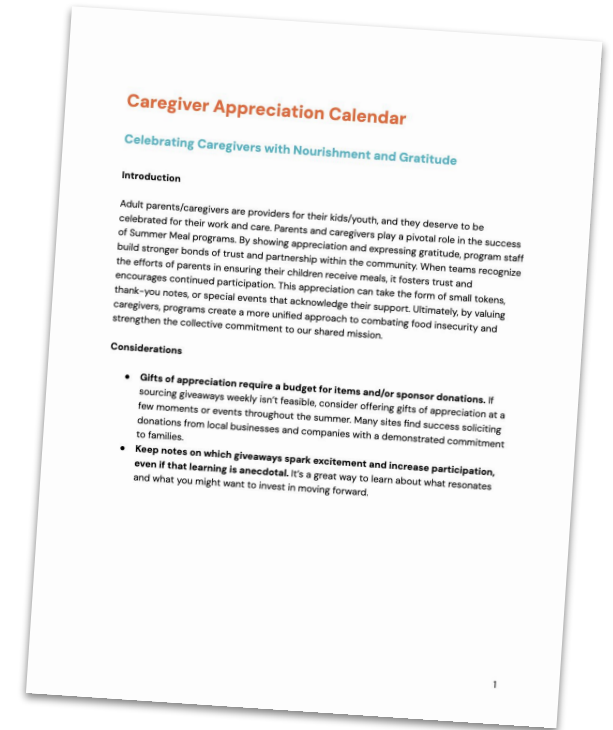 Caregiver Appreciation Calendar
Celebrating Caregivers with Nourishment and Gratitude
Introduction
Adult parents/caregivers are providers for their kids/youth, and they deserve to be
celebrated for their work and care. Parents and caregivers play a pivotal role in the success
of Summer Meal programs. By showing appreciation and expressing gratitude, program staff
build stronger bonds of trust and partnership within the community. When teams recognize
the efforts of parents in ensuring their children receive meals, it fosters trust and
encourages continued participation. This appreciation can take the form of small tokens,
thank-you notes, or special events that acknowledge their support. Ultimately, by valuing
caregivers, programs create a more unified approach to combating food insecurity and
strengthen the collective commitment to our shared mission.
Considerations
● Gifts of appreciation require a budget for items and/or sponsor donations. If
sourcing giveaways weekly isn't feasible, consider offering gifts of appreciation at a
few moments or events throughout the summer. Many sites find success soliciting
donations from local businesses and companies with a demonstrated commitment
to families.
● Keep notes on which giveaways spark excitement and increase participation,
even if that learning is anecdotal. It's a great way to learn about what resonates
and what you might want to invest in moving forward.
1